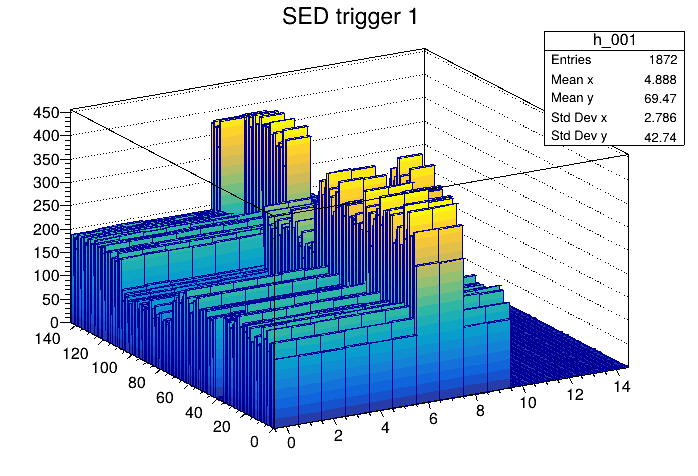 SED trigger 1
h_001
Entries 1872
Mean x 4.888
Mean y 69.47
Std Dev x 2.786
Std Dev y 42.74
450
400
350
300
250
200
150
100
50
0
140
120
100
80
60
40
20
0
0 2 4 6 8 10 12 14